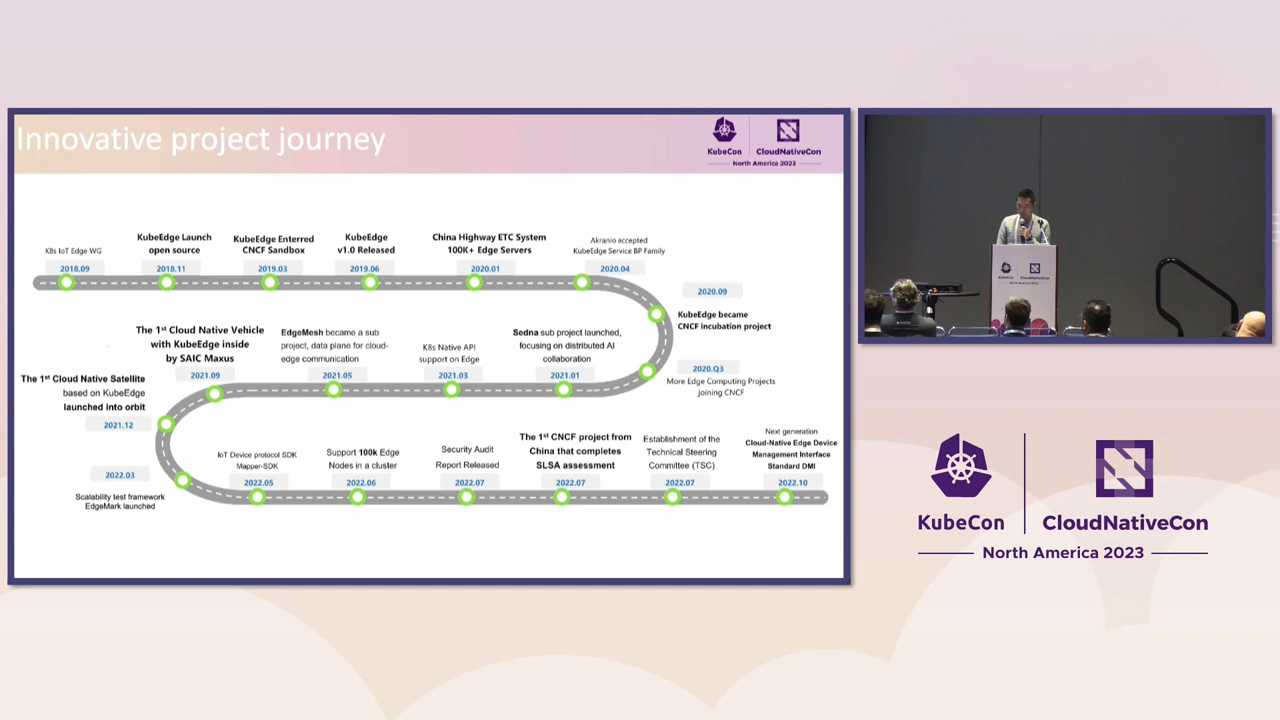 Innovative project journey
KubeCon
CloudNativeCon
North America 2023
K8s IoT Edge WG
2018.09
KubeEdge Launch
open source
2018.11
KubeEdge Enterred
CNCF Sandbox
2019.03
KubeEdge
v1.0 Released
2019.06
China Highway ETC System
100K+ Edge Servers
2020.01
Akranio accepted
KubeEdge Service BP Family
2020.04
2020.09
KubeEdge became
CNCF incubation project
2020.Q3
More Edge Computing Projects
joining CNCF
Sedna sub project launched,
focusing on distributed AI
collaboration
2021.01
K8s Native API
support on Edge
2021.03
EdgeMesh became a sub
project, data plane for cloud-
edge communication
2021.05
The 1st Cloud Native Vehicle
with KubeEdge inside
by SAIC Maxus
2021.09
The 1st Cloud Native Satellite
based on KubeEdge
launched into orbit
2021.12
2022.03
Scalability test framework
EdgeMark launched
IoT Device protocol SDK
Mapper-SDK
2022.05
Support 100k Edge
Nodes in a cluster
2022.06
Security Audit
Report Released
2022.07
The 1st CNCF project from
China that completes
SLSA assessment
2022.07
Establishment of the
Technical Steering
Committee (TSC)
2022.07
Next generation
Cloud-Native Edge Device
Management Interface
Standard DMI
2022.10
KubeCon
CloudNativeCon
North America 2023